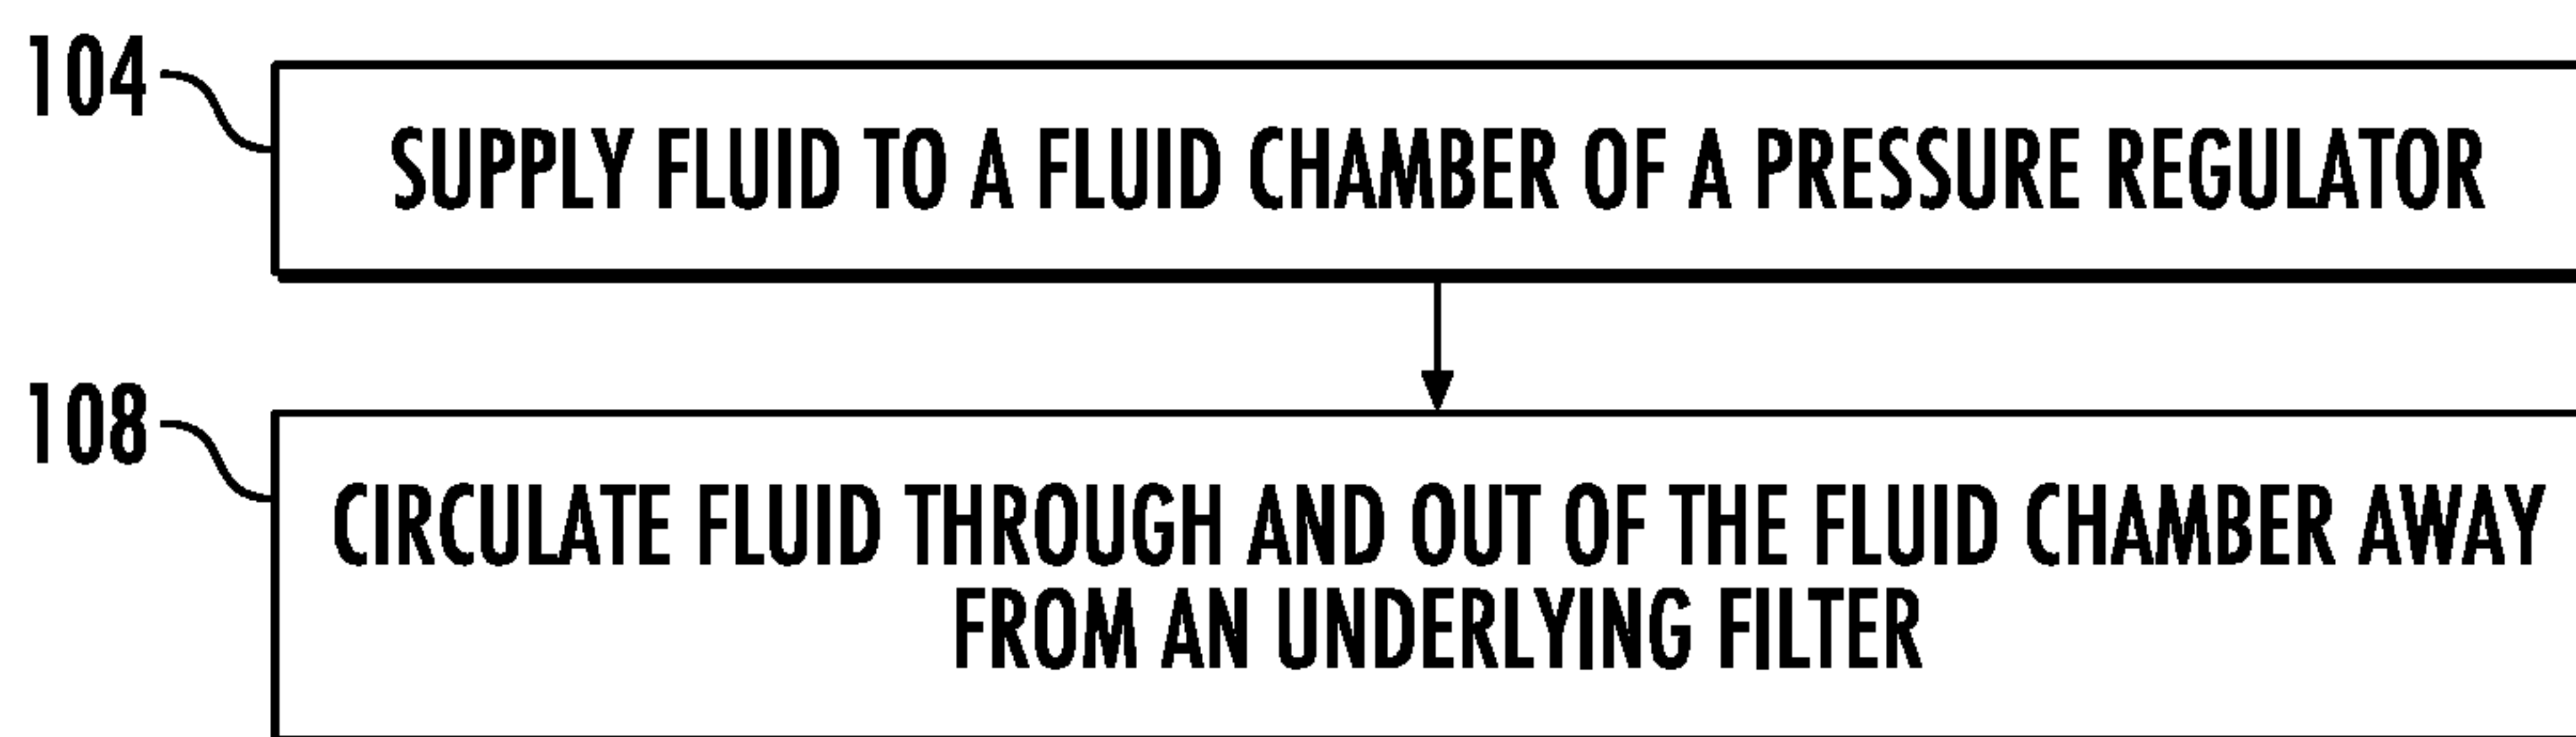 104
SUPPLY FLUID TO A FLUID CHAMBER OF A PRESSURE REGULATOR
108
CIRCULATE FLUID THROUGH AND OUT OF THE FLUID CHAMBER AWAY
FROM AN UNDERLYING FILTER